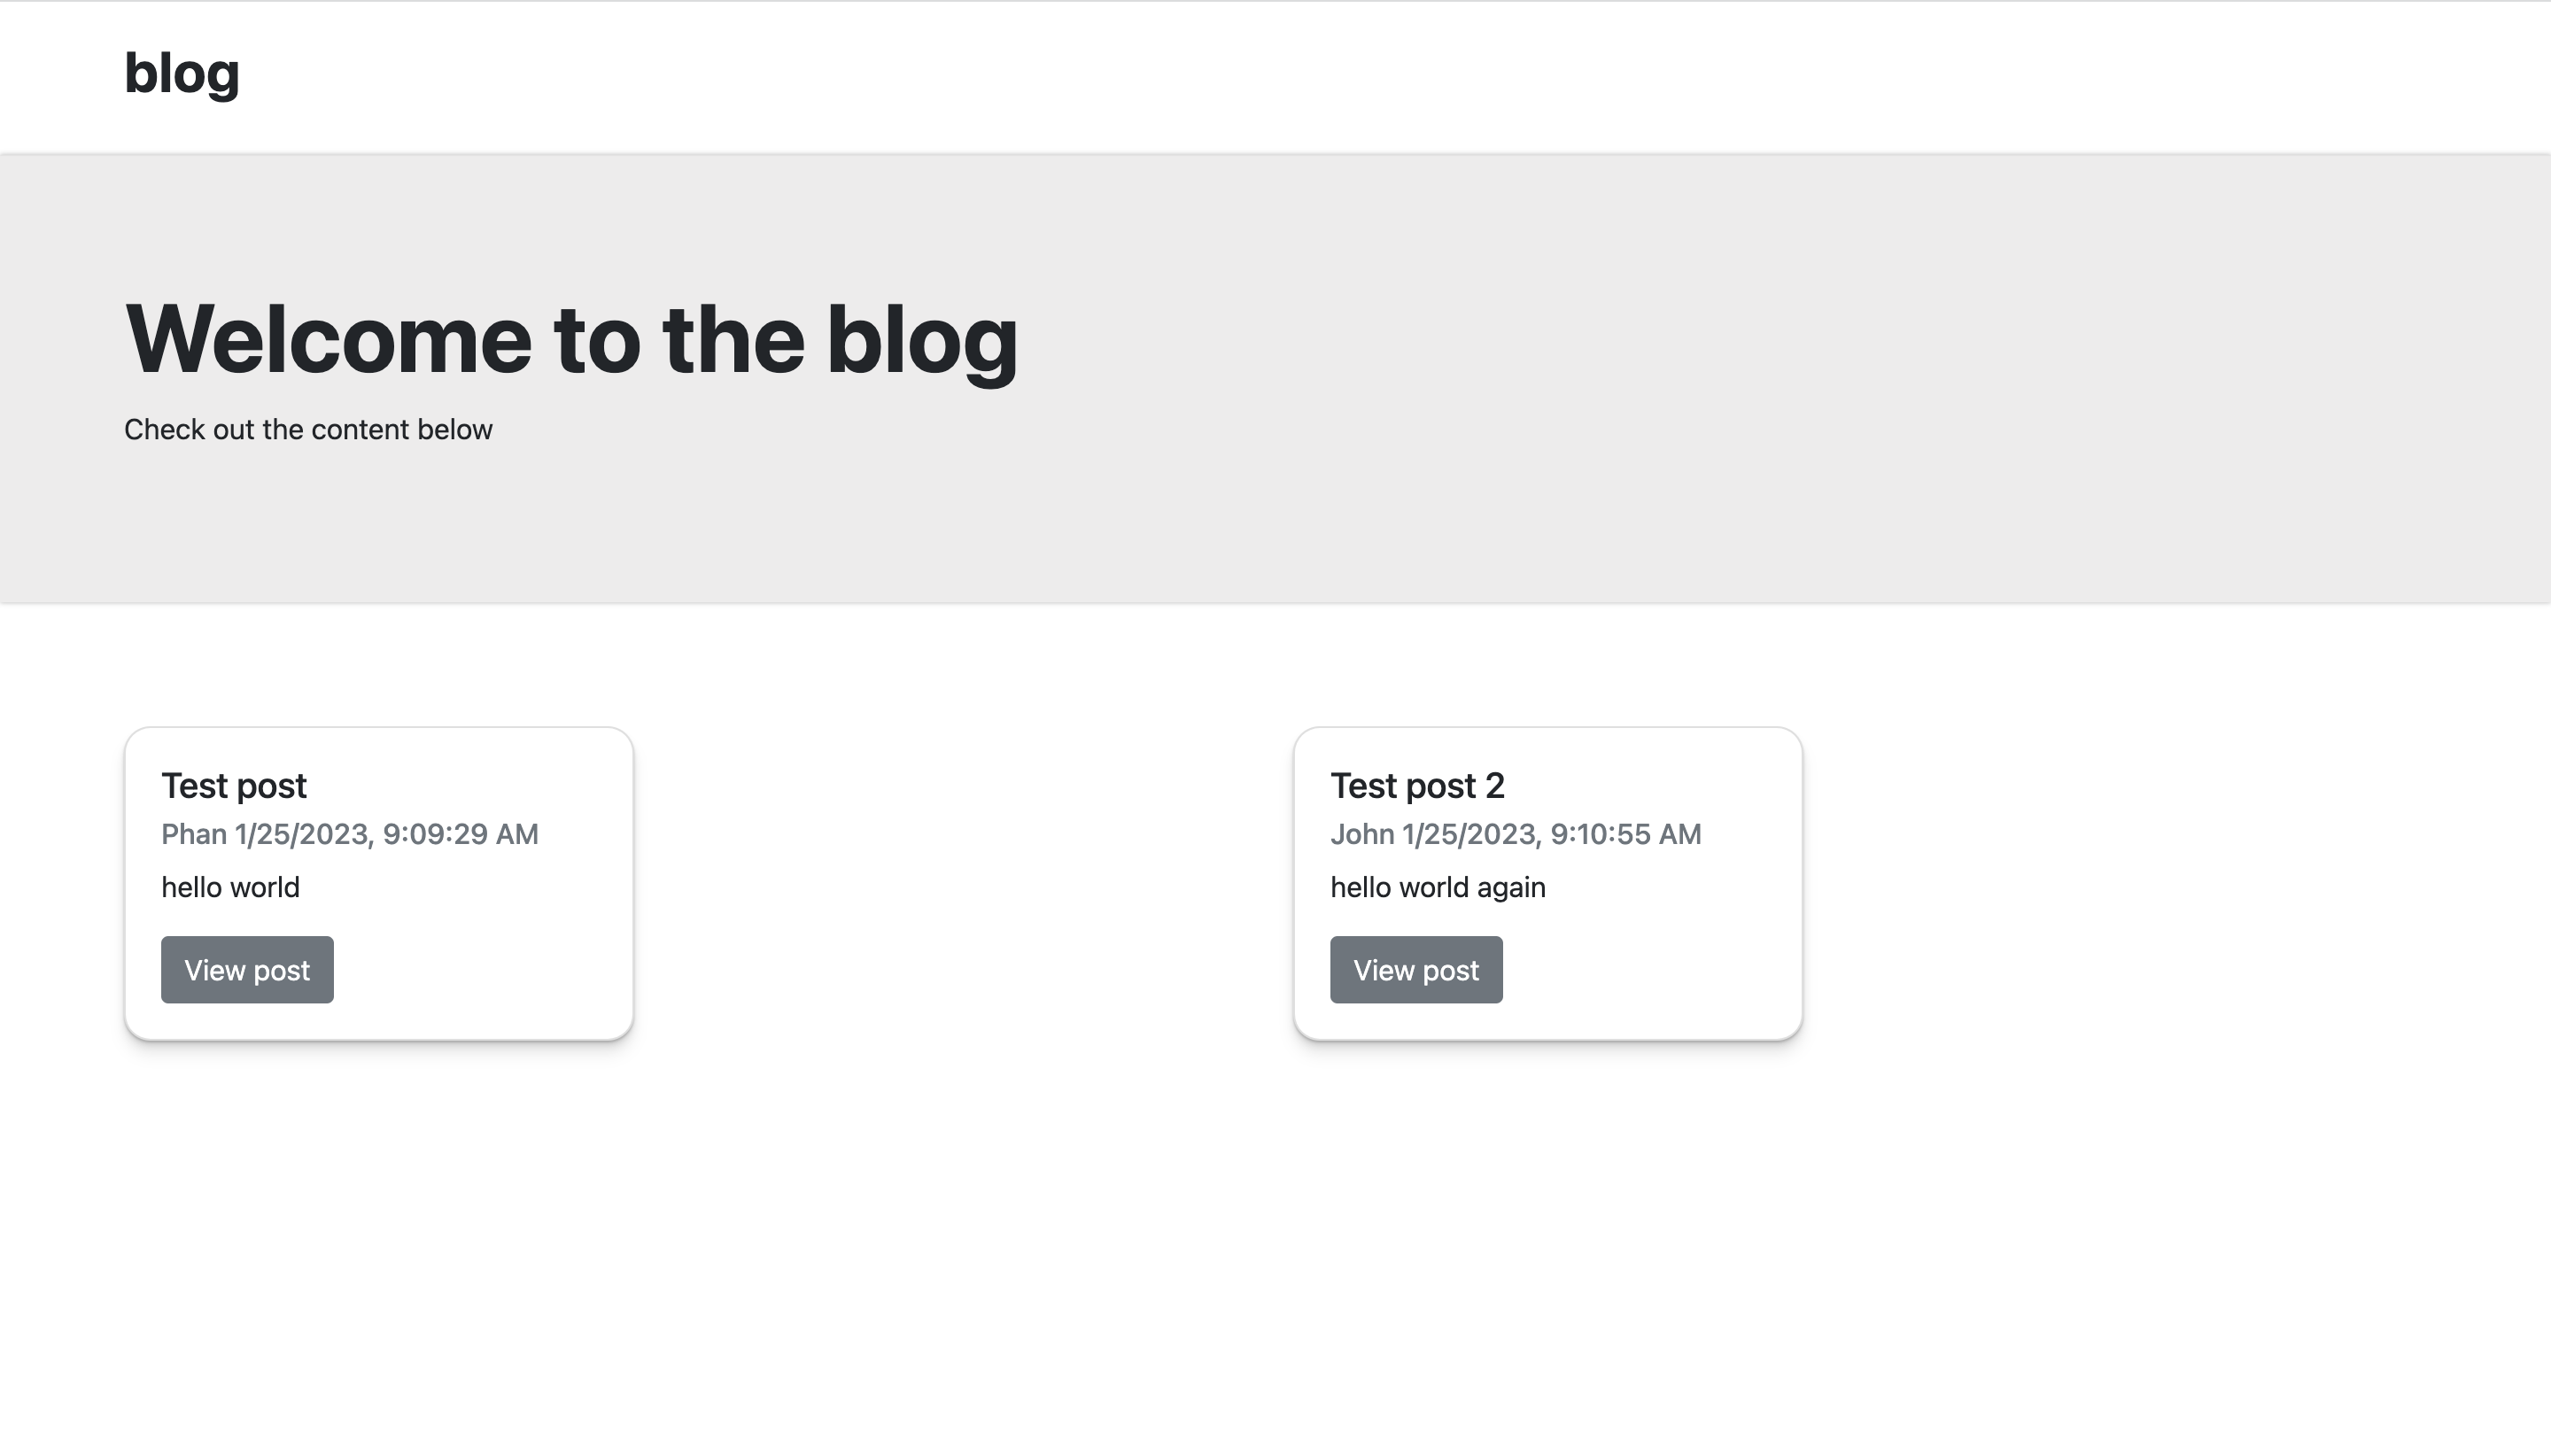 blog
Welcome to the blog
Check out the content below
Test post
Phan 1/25/2023, 9:09:29 AM
hello world
View post
Test post 2
John 1/25/2023, 9:10:55 AM
hello world again
View post